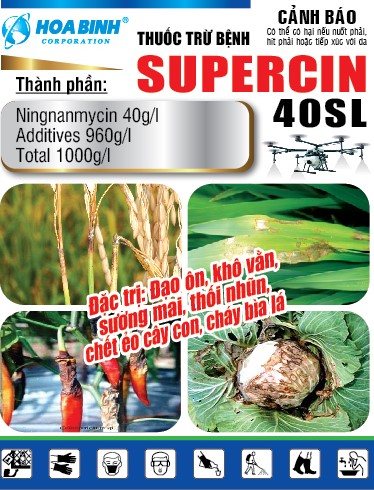 HOA BINH ®
CORPORATION
THUỐC TRỪ BỆNH
CẢNH BÁO
Có thể có hại nếu nuốt phải,
hít phải hoặc tiếp xúc với da
Thành phần:
SUPERCIN
40SL
Ningnanmycin 40g/l
Additives 960g/l
Total 1000g/l
Đặc trị: Đạo ôn, khô vằn,
sương mai, thối nhũn,
chết ẻo cây con, cháy bìa lá